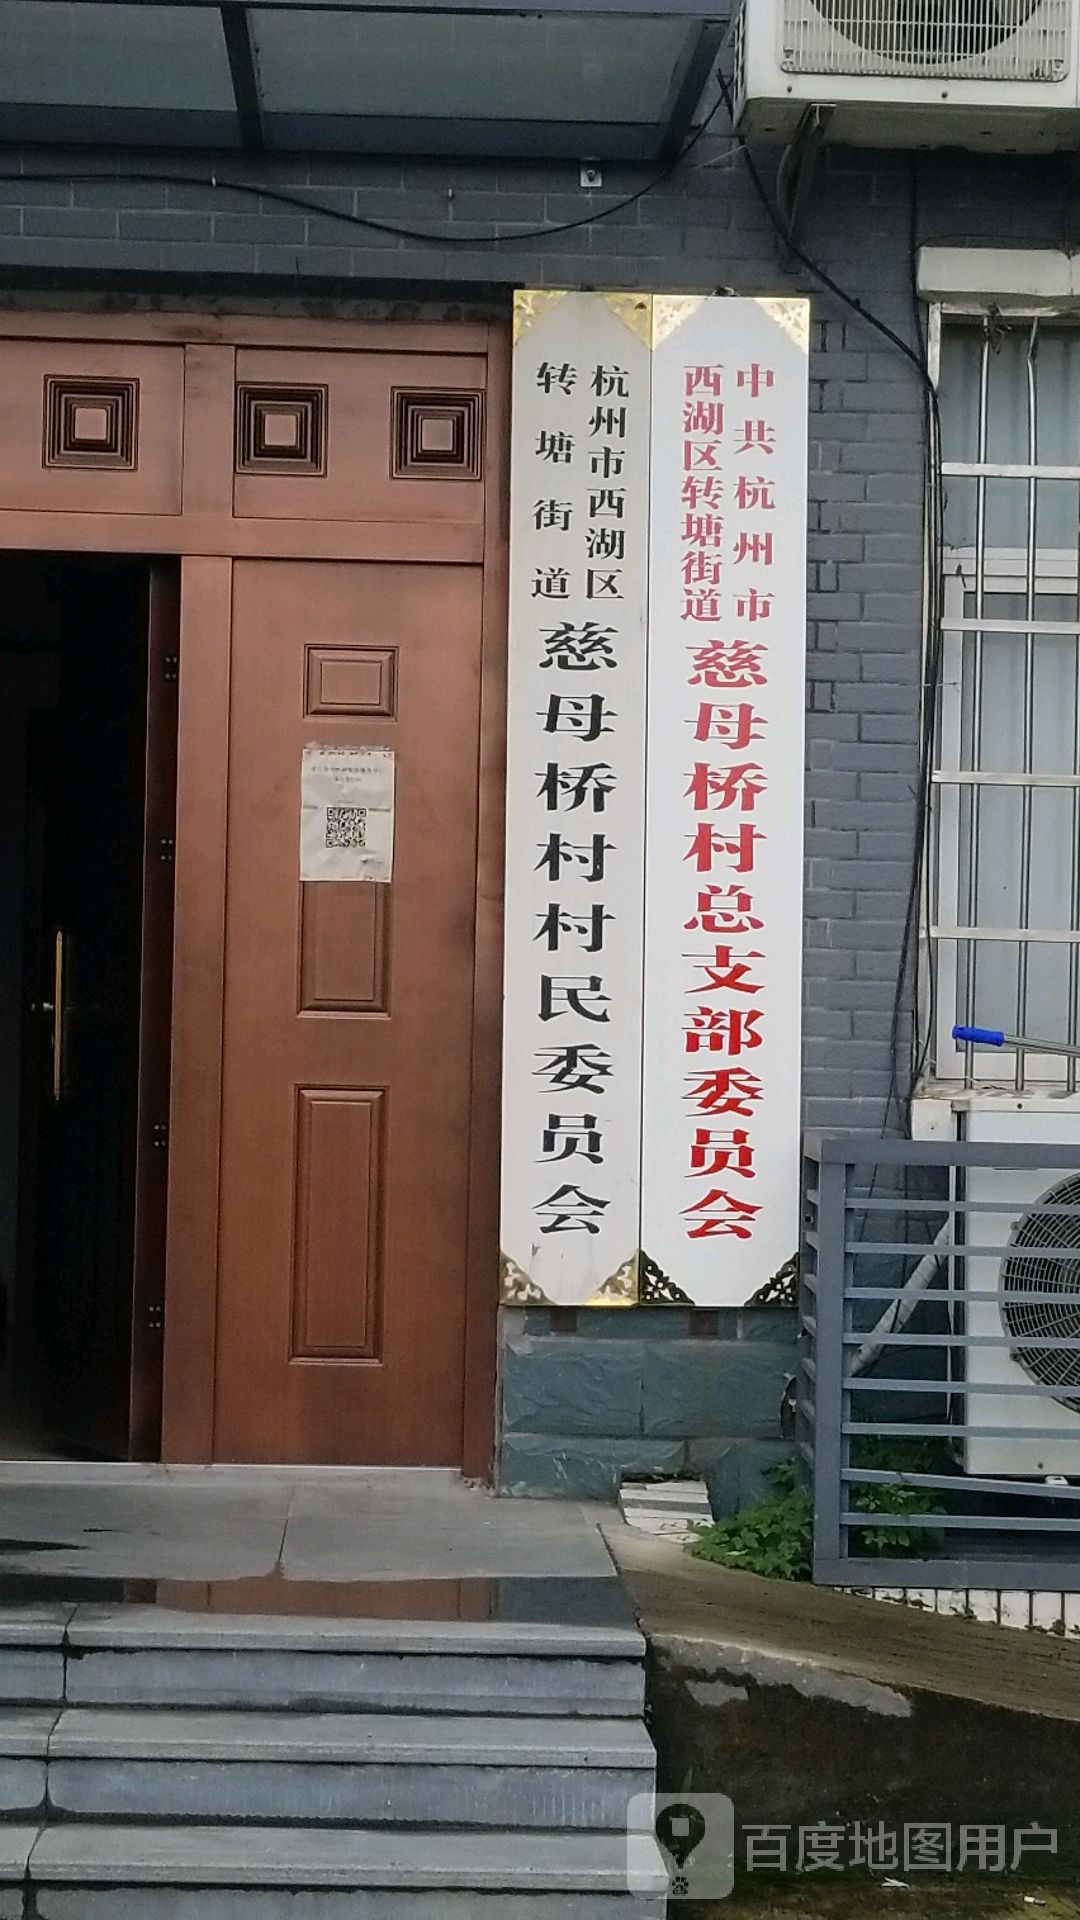 中共杭州市
西湖区转塘街道
慈母桥村总支部委员会
杭州市西湖区
转塘街道
慈母桥村村民委员会
百度地图用户